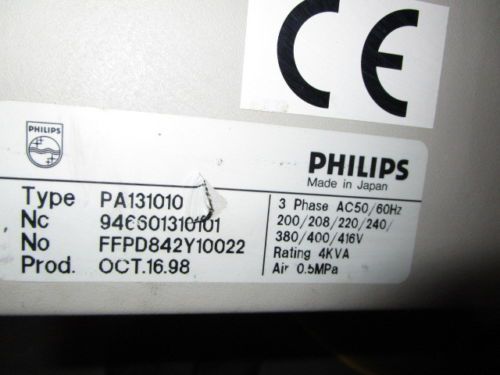 CE
PHILIPS
PHILIPS
Made in Japan
Type PA131010
Nc 946601310101
No FFPD842Y10022
Prod. OCT.16.98
3 Phase AC50/60Hz
200/208/220/240/
380/400/416V
Rating 4KVA
Air 0.5MPa